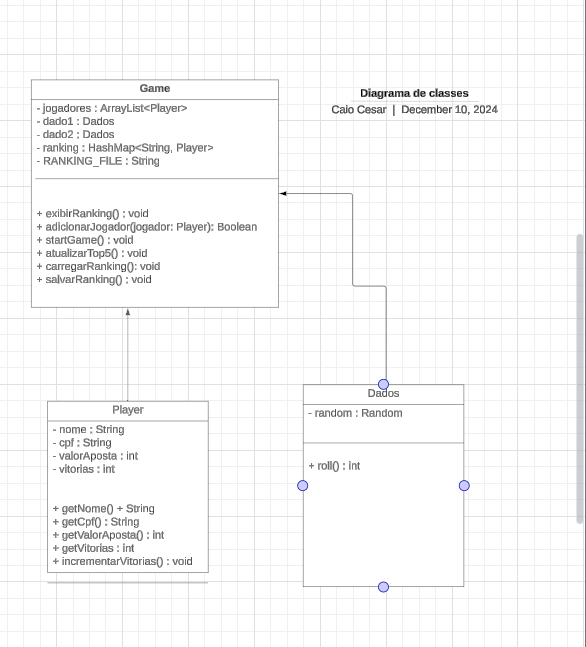 Game
- jogadores : ArrayList<Player>
- dado1 : Dados
- dado2 : Dados
- ranking : HashMap<String, Player>
- RANKING_FILE : String
+ exibirRanking() : void
+ adicionarJogador(jogador: Player): Boolean
+ startGame() : void
+ atualizarTop5() : void
+ carregarRanking(): void
+ salvarRanking() : void
Diagrama de classes
Caio Cesar | December 10, 2024
Player
- nome : String
- cpf : String
- valorAposta : int
- vitorias : int
+ getNome() + String
+ getCpf() : String
+ getValorAposta() : int
+ getVitorias : int
+ incrementarVitorias() : void
Dados
- random : Random
+ roll() : int